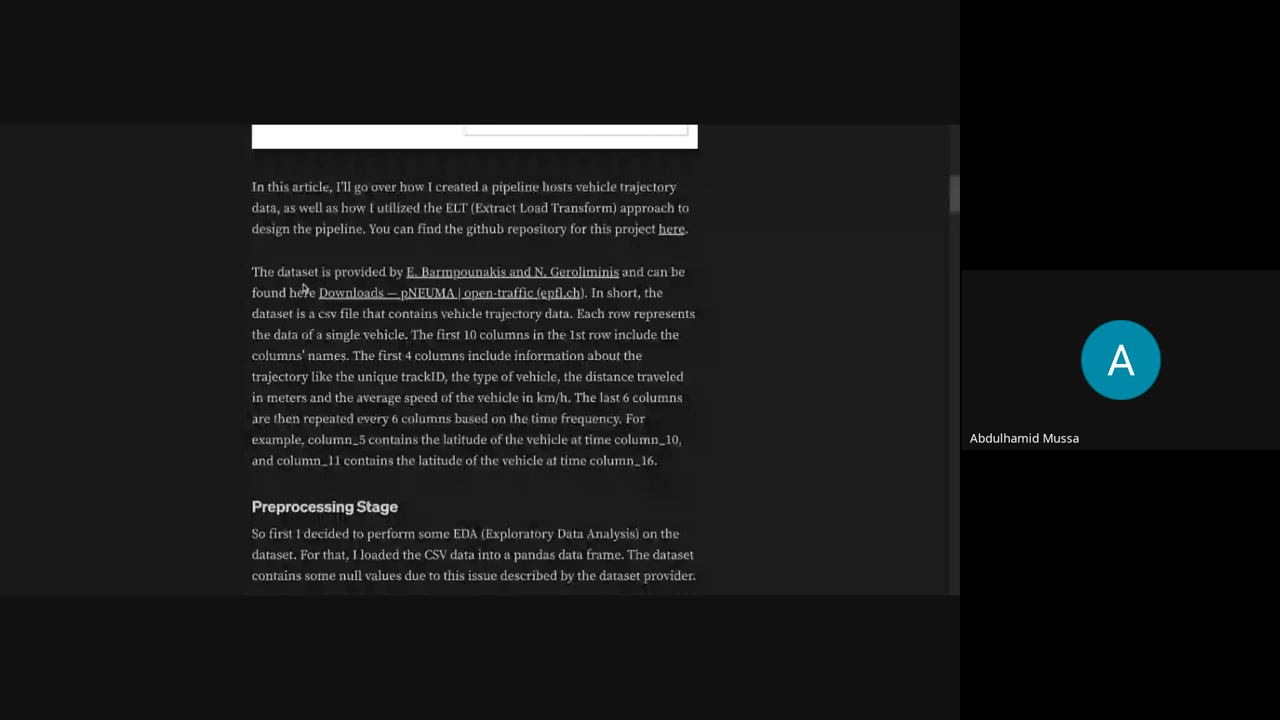 In this article, I'll go over how I created a pipeline hosts vehicle trajectory
data, as well as how I utilized the ELT (Extract Load Transform) approach to
design the pipeline. You can find the github repository for this project here.
The dataset is provided by E. Barmpounakis and N. Geroliminis and can be
found here Downloads — pNEUMA | open-traffic (epfl.ch). In short, the
dataset is a csv file that contains vehicle trajectory data. Each row represents
the data of a single vehicle. The first 10 columns in the 1st row include the
columns' names. The first 4 columns include information about the
trajectory like the unique trackID, the type of vehicle, the distance traveled
in meters and the average speed of the vehicle in km/h. The last 6 columns
are then repeated every 6 columns based on the time frequency. For
example, column_5 contains the latitude of the vehicle at time column_10,
and column_11 contains the latitude of the vehicle at time column_16.
Preprocessing Stage
So first I decided to perform some EDA (Exploratory Data Analysis) on the
dataset. For that, I loaded the CSV data into a pandas data frame. The dataset
contains some null values due to this issue described by the dataset provider.
A
Abdulhamid Mussa